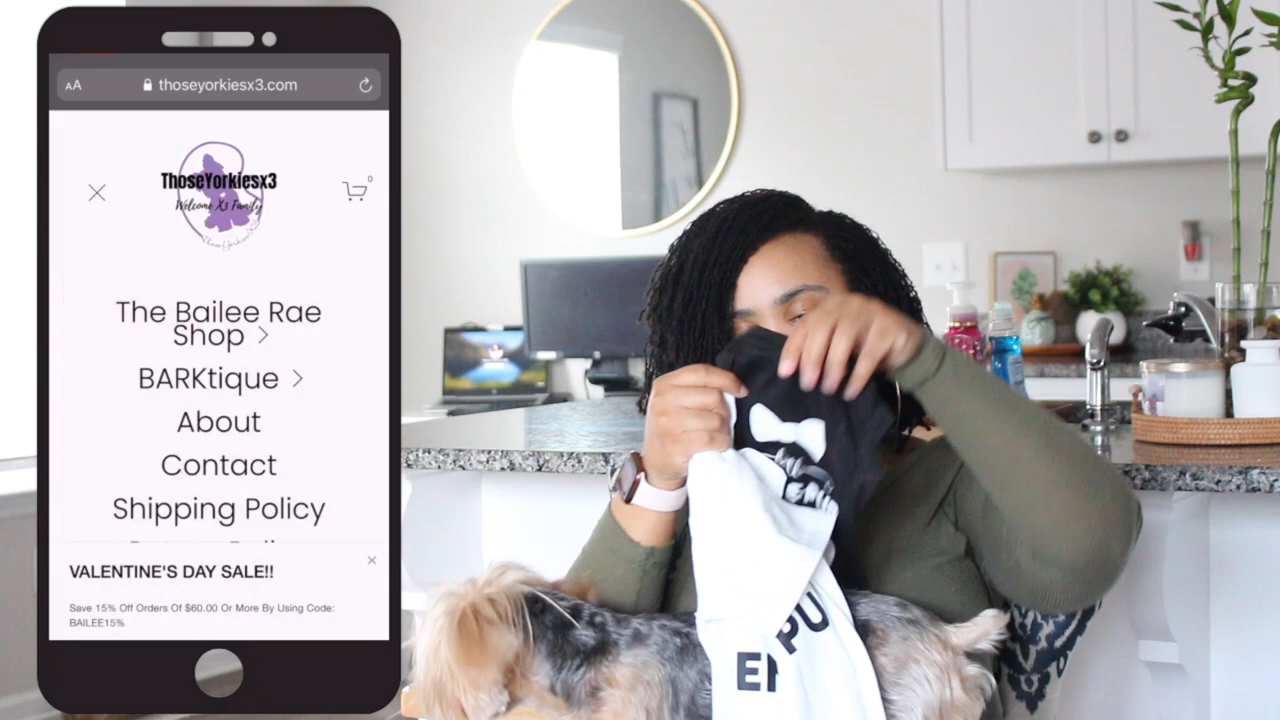 AA
thoseyorkiesx3.com
ThoseYorkiesx3
Welcome X3 Family
0
The Bailee Rae
Shop
BARKtique
About
Contact
Shipping Policy
VALENTINE'S DAY SALE!!
Save 15% Off Orders Of $60.00 Or More By Using Code:
BAILEE15%
PU